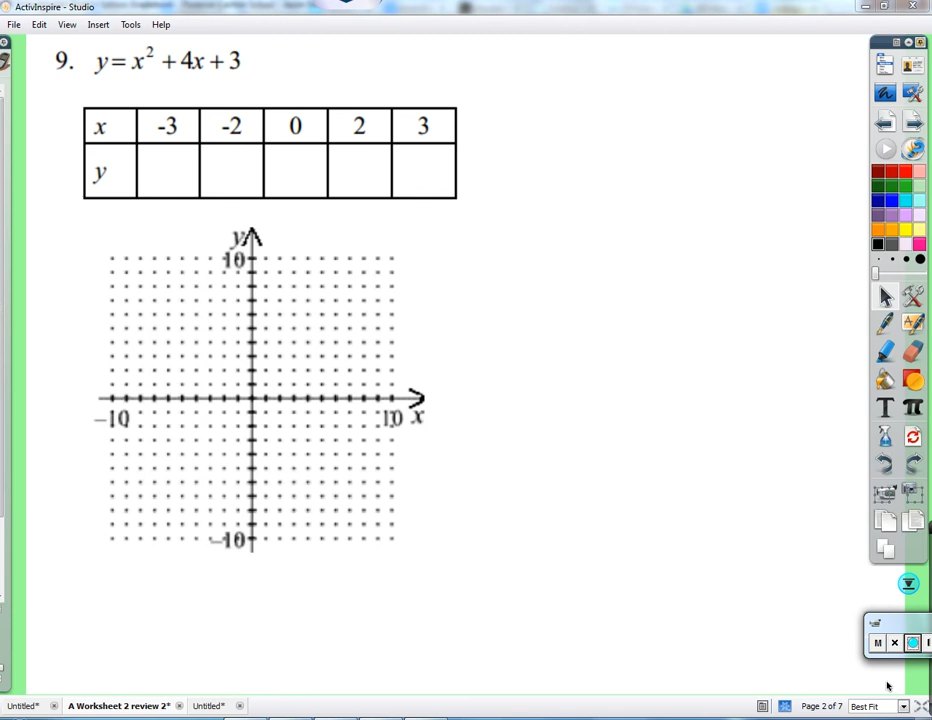 ActivInspire - Studio
File Edit View Insert Tools Help
9. y = x² + 4x + 3
x -3 -2 0 2 3
y
y
10
-10 10 x
-10
M
Untitled* A Worksheet 2 review 2* Untitled* Page 2 of 7 Best Fit